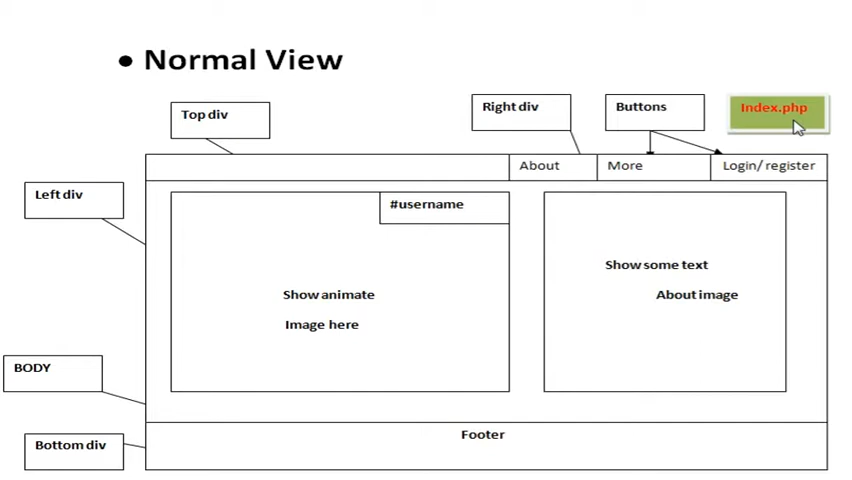 • Normal View
Top div
Right div
Buttons
Index.php
About
More
Login/ register
Left div
#username
Show some text
Show animate
About image
Image here
BODY
Footer
Bottom div